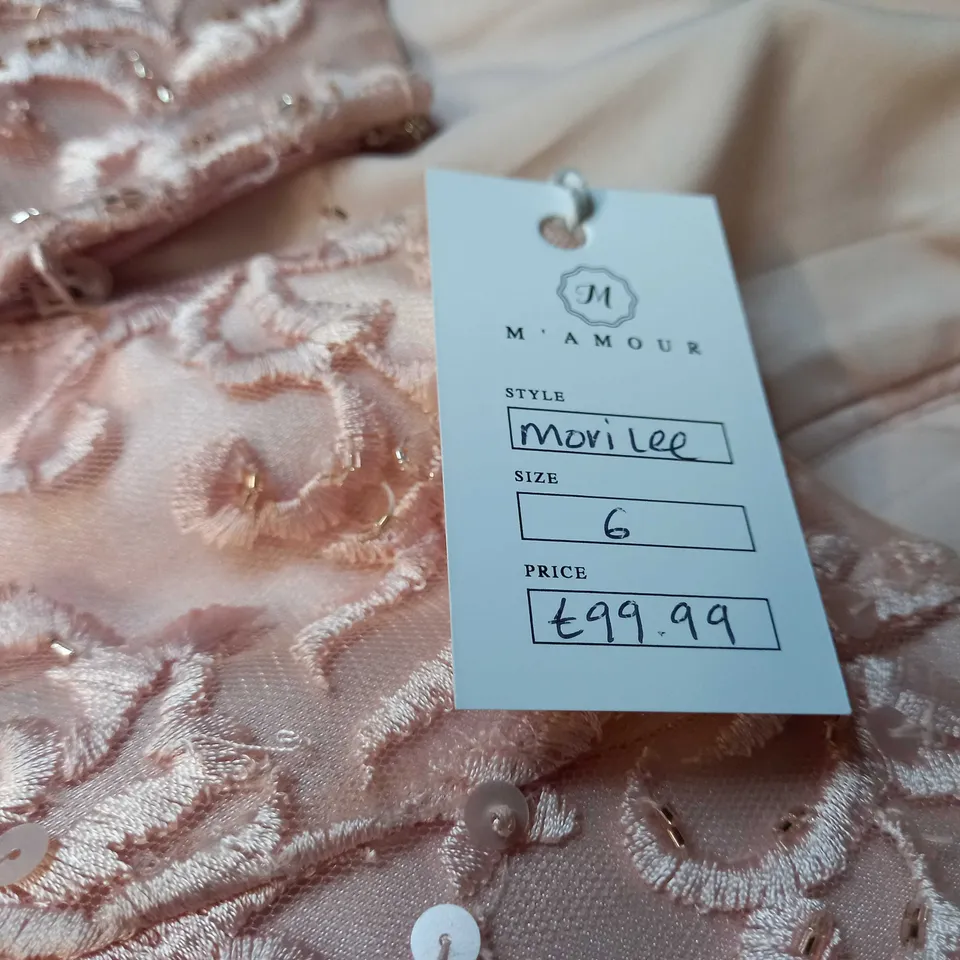 M
M'AMOUR
STYLE
Mori Lee
SIZE
6
PRICE
£99.99